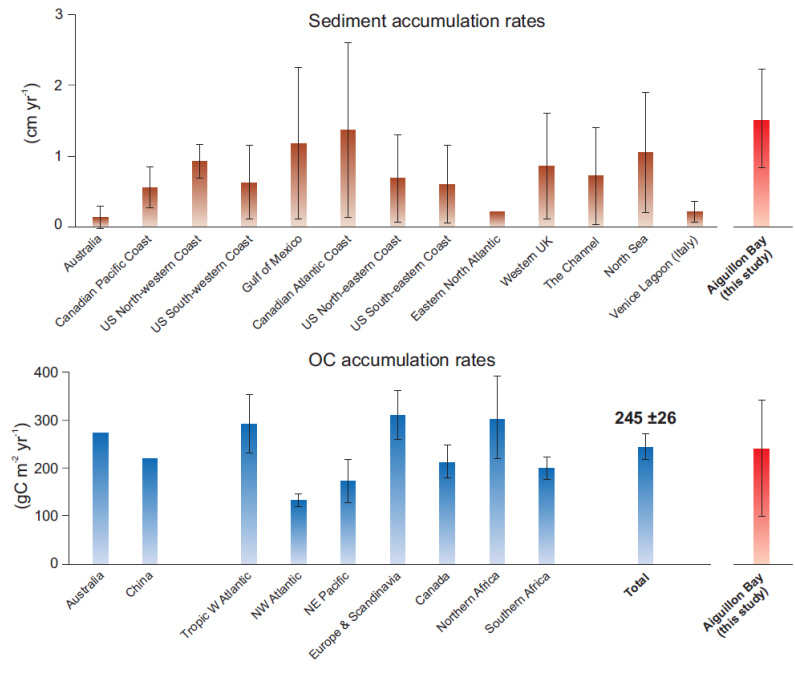 Sediment accumulation rates
(cm yr⁻¹)
3
2
1
0
Australia
Canadian Pacific Coast
US North-western Coast
US South-western Coast
Gulf of Mexico
Canadian Atlantic Coast
US North-eastern Coast
US South-eastern Coast
Eastern North Atlantic
Western UK
The Channel
North Sea
Venice Lagoon (Italy)
Aiguillon Bay
(this study)
OC accumulation rates
(gC m⁻² yr⁻¹)
400
300
200
100
0
245 ±26
Australia
China
Tropic W Atlantic
NW Atlantic
NE Pacific
Europe & Scandinavia
Canada
Northern Africa
Southern Africa
Total
Aiguillon Bay
(this study)